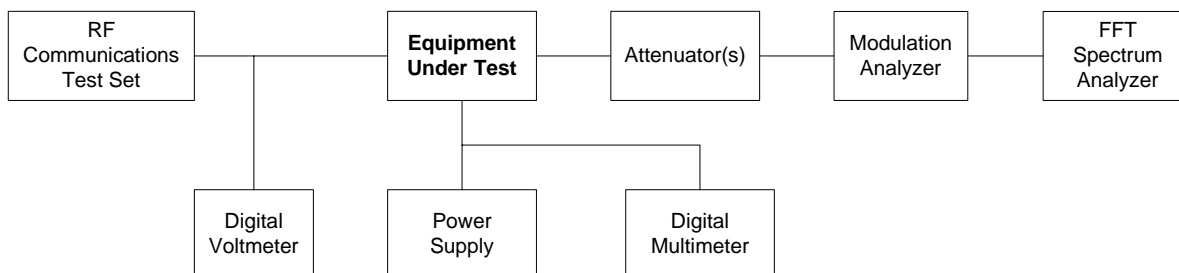 RF
Communications
Test Set
Equipment
Under Test
Attenuator(s)
Modulation
Analyzer
FFT
Spectrum
Analyzer
Digital
Voltmeter
Power
Supply
Digital
Multimeter